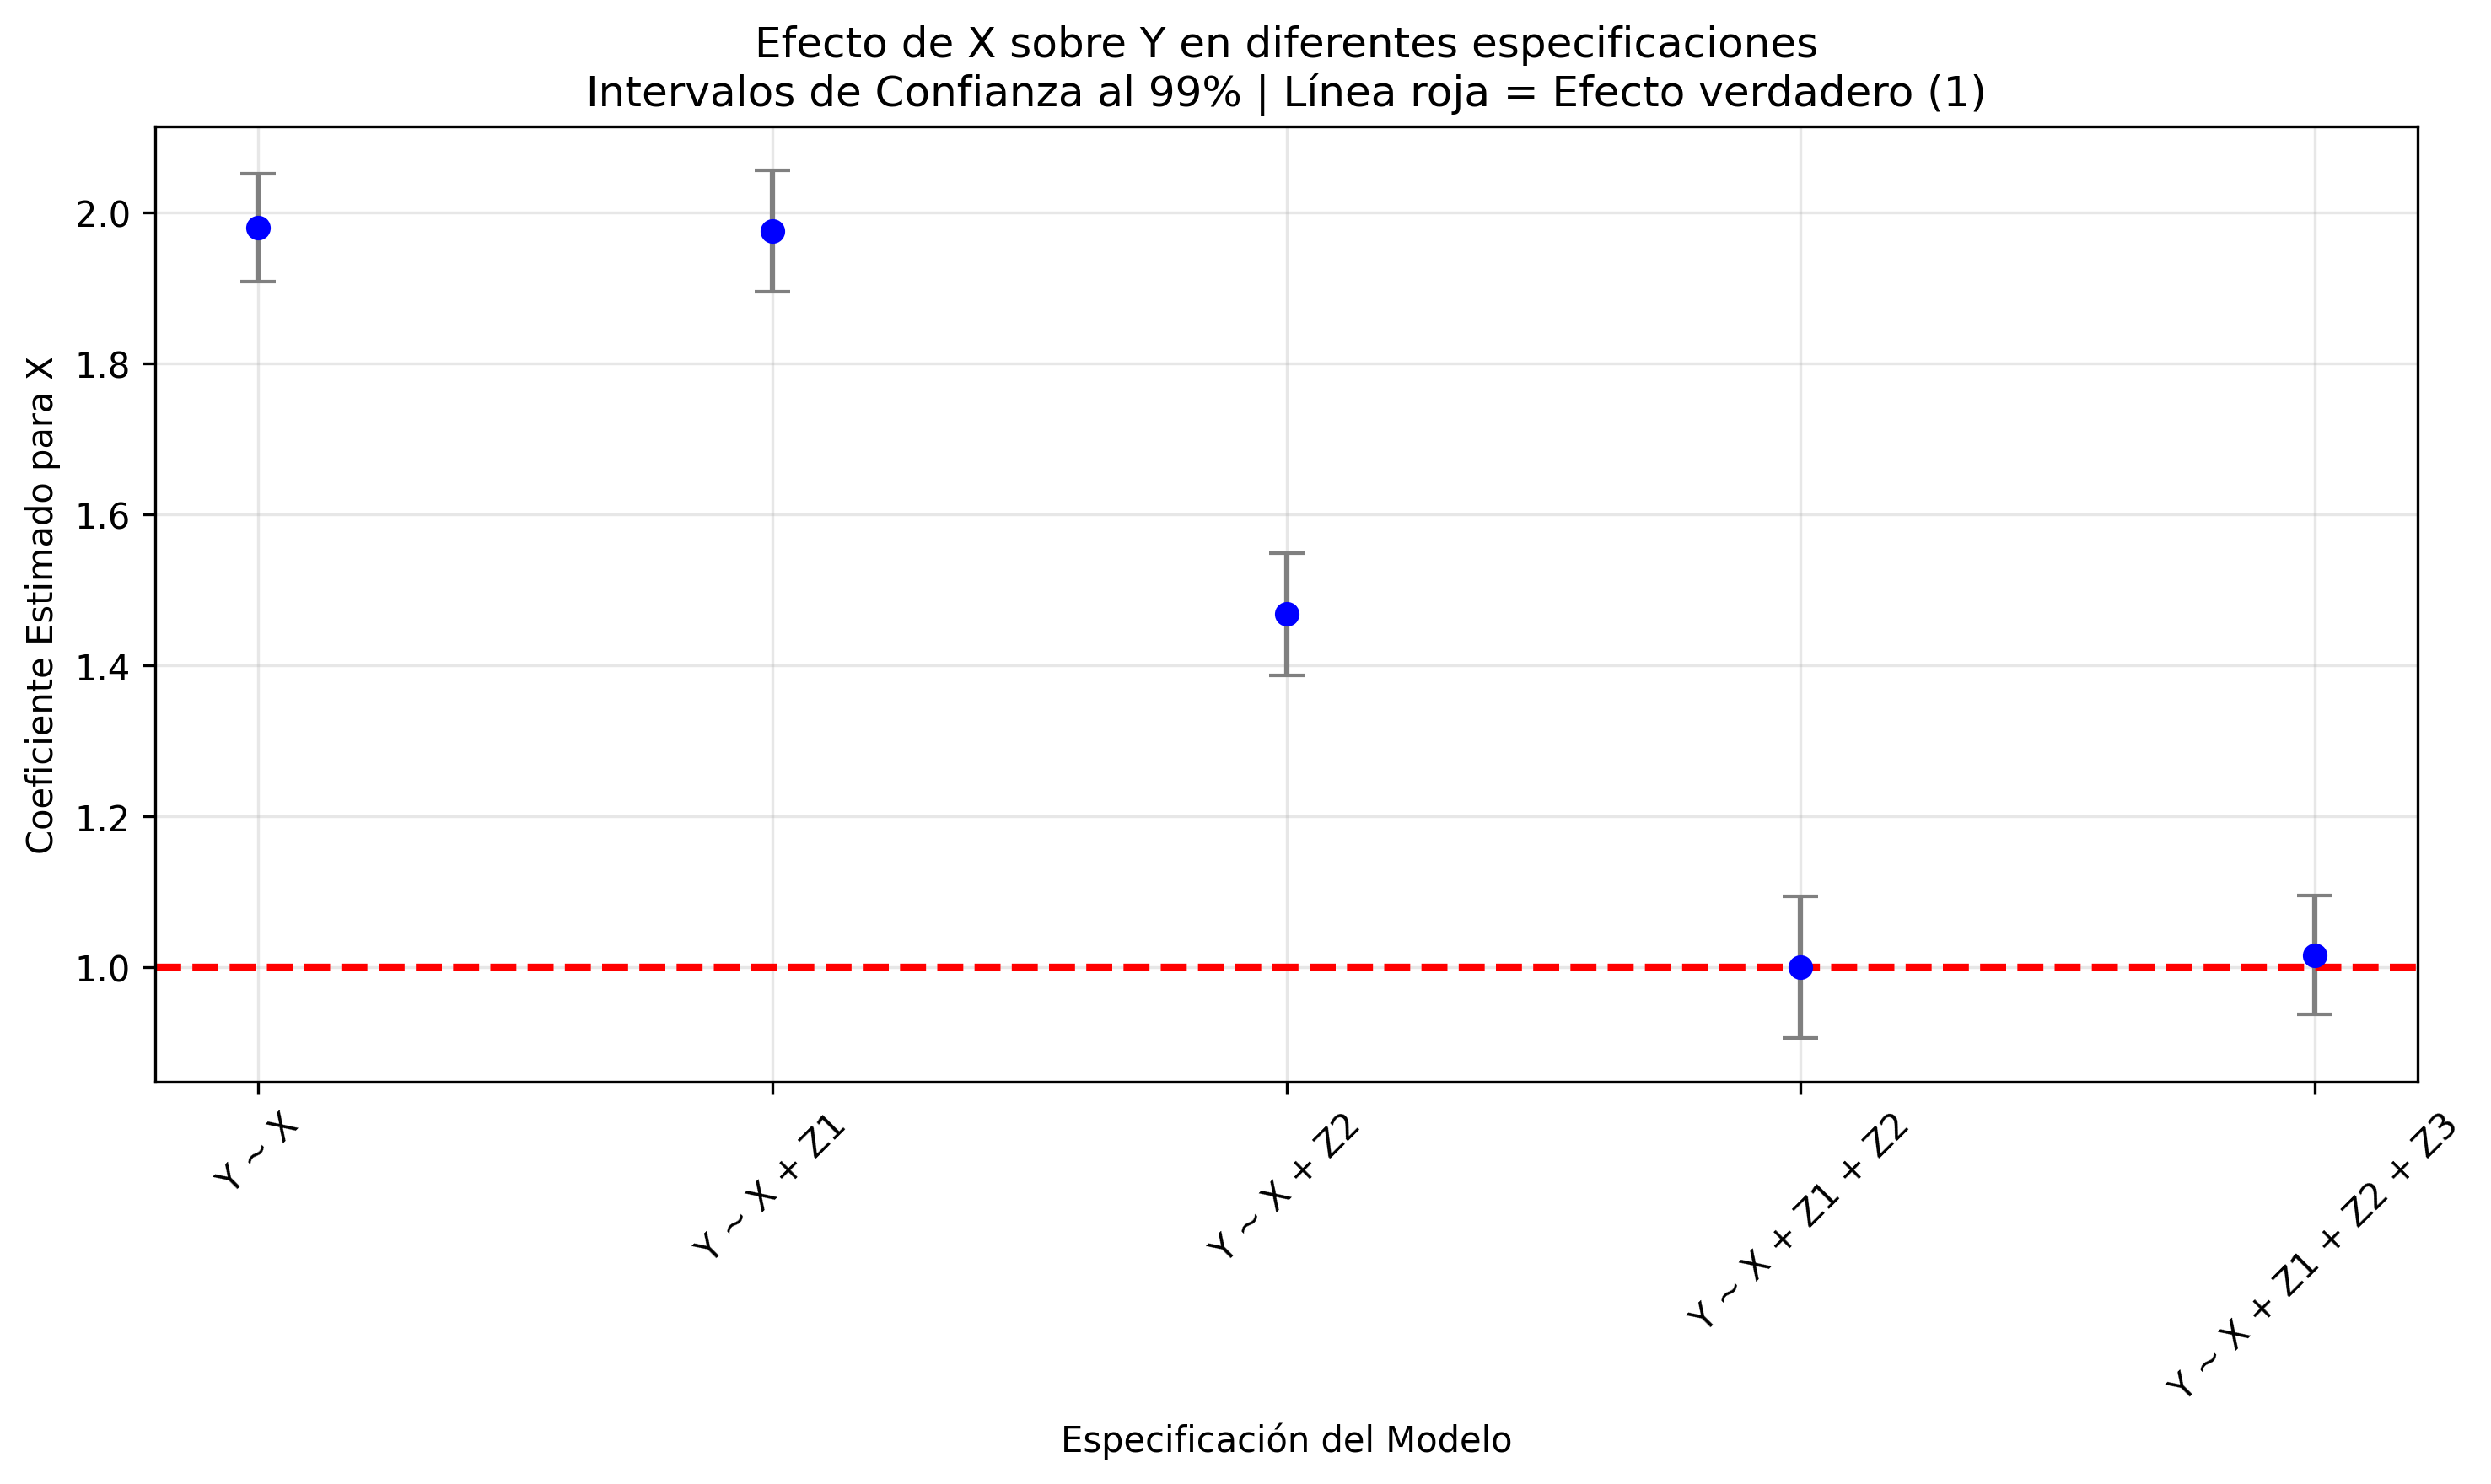 Efecto de X sobre Y en diferentes especificaciones
Intervalos de Confianza al 99% | Línea roja = Efecto verdadero (1)
Coeficiente Estimado para X
2.0
1.8
1.6
1.4
1.2
1.0
Y ~ X
Y ~ X + Z1
Y ~ X + Z2
Y ~ X + Z1 + Z2
Y ~ X + Z1 + Z2 + Z3
Especificación del Modelo